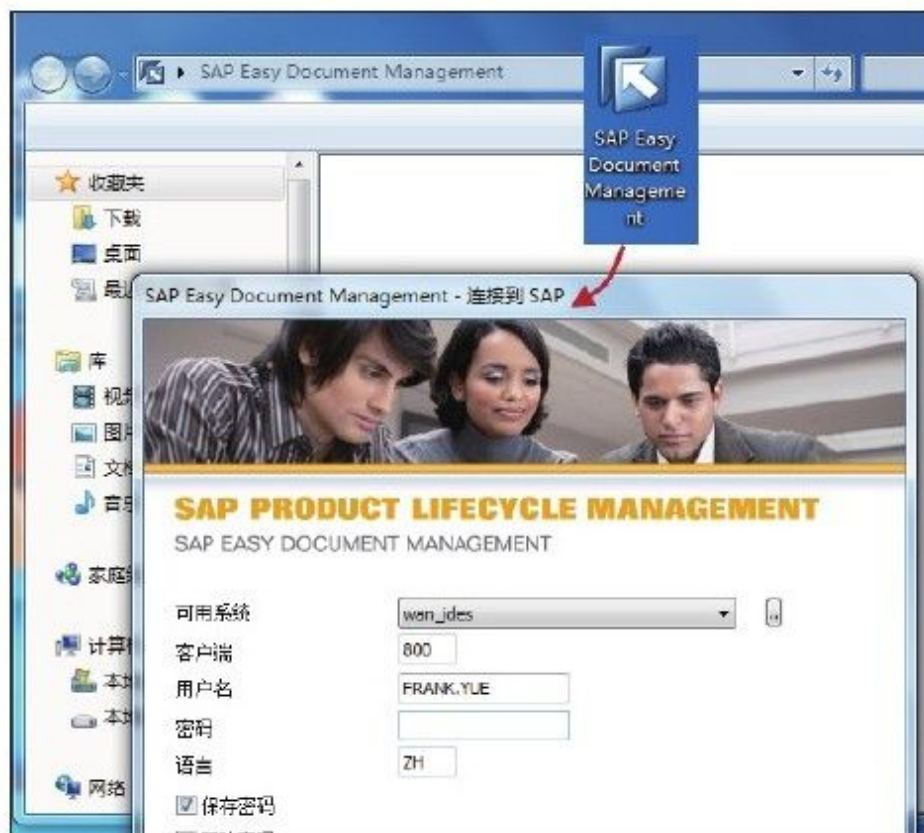 SAP Easy Document Management
SAP Easy
Document
Manageme
nt
收藏夹
下载
桌面
SAP Easy Document Management - 连接到 SAP
库
家庭
网络
SAP PRODUCT LIFECYCLE MANAGEMENT
SAP EASY DOCUMENT MANAGEMENT
可用系统 wan_ides
客户端 800
用户名 FRANK.YUE
密码
语言 ZH
保存密码